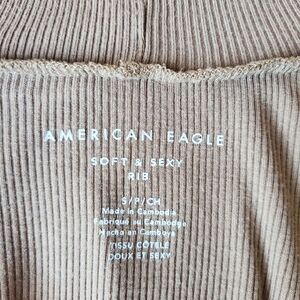 AMERICAN EAGLE
SOFT & SEXY
RIB
S/P/CH
Made in Cambodia
Fabriqué au Cambodge
Hecho en Camboya
TISSU CÔTELÉ
DOUX ET SEXY